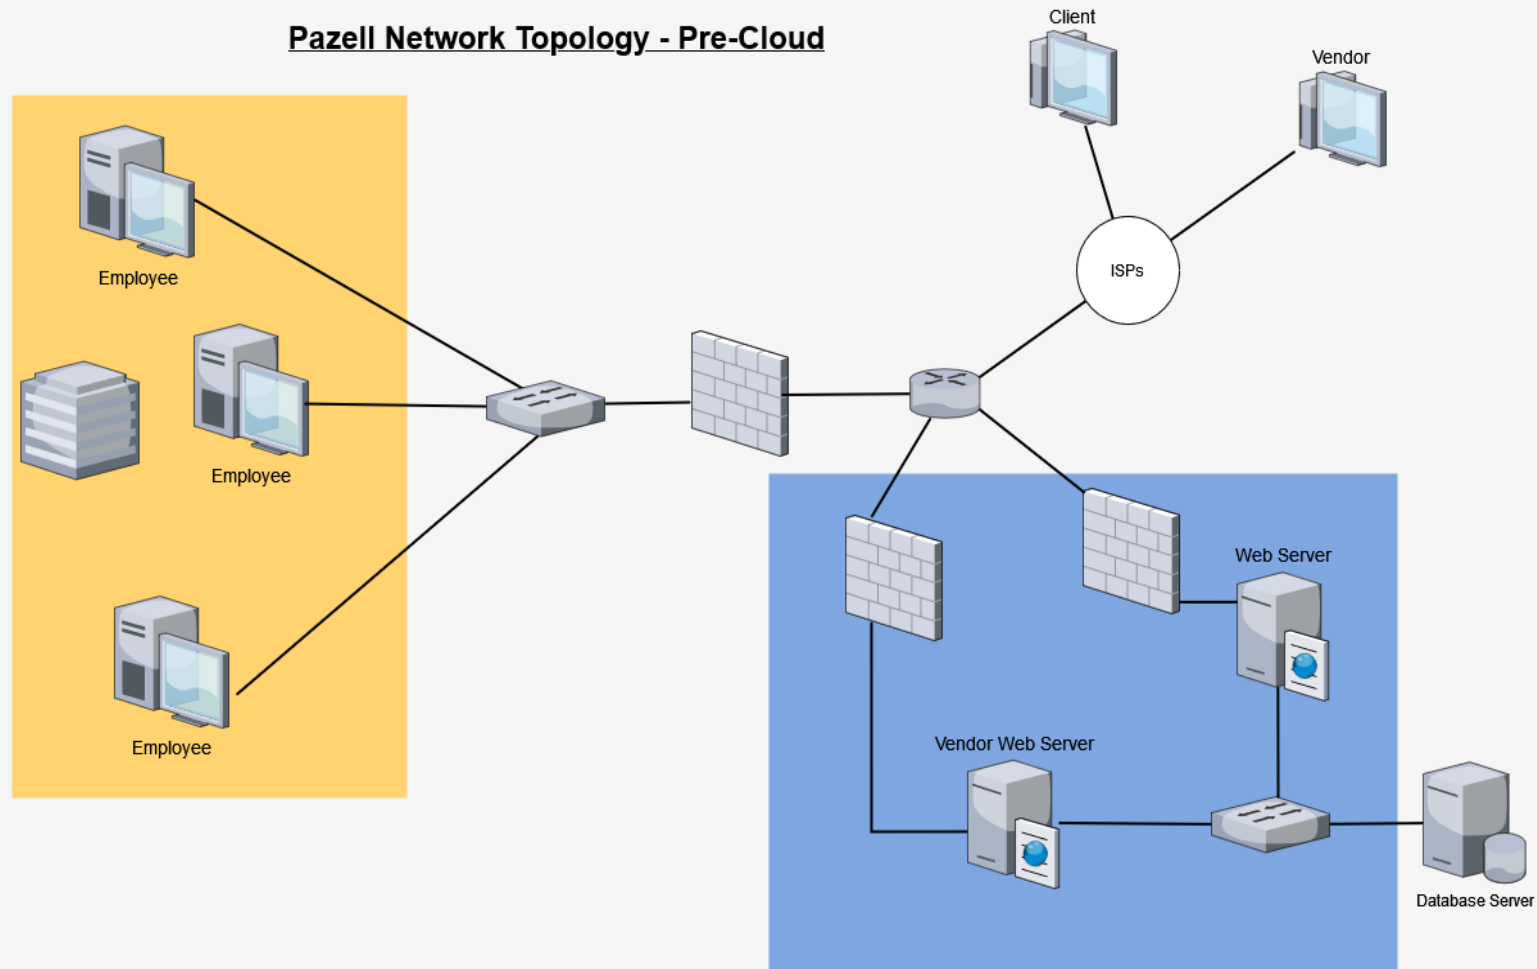 Pazell Network Topology - Pre-Cloud
Client
Vendor
ISPs
Employee
Employee
Employee
Web Server
Vendor Web Server
Database Server